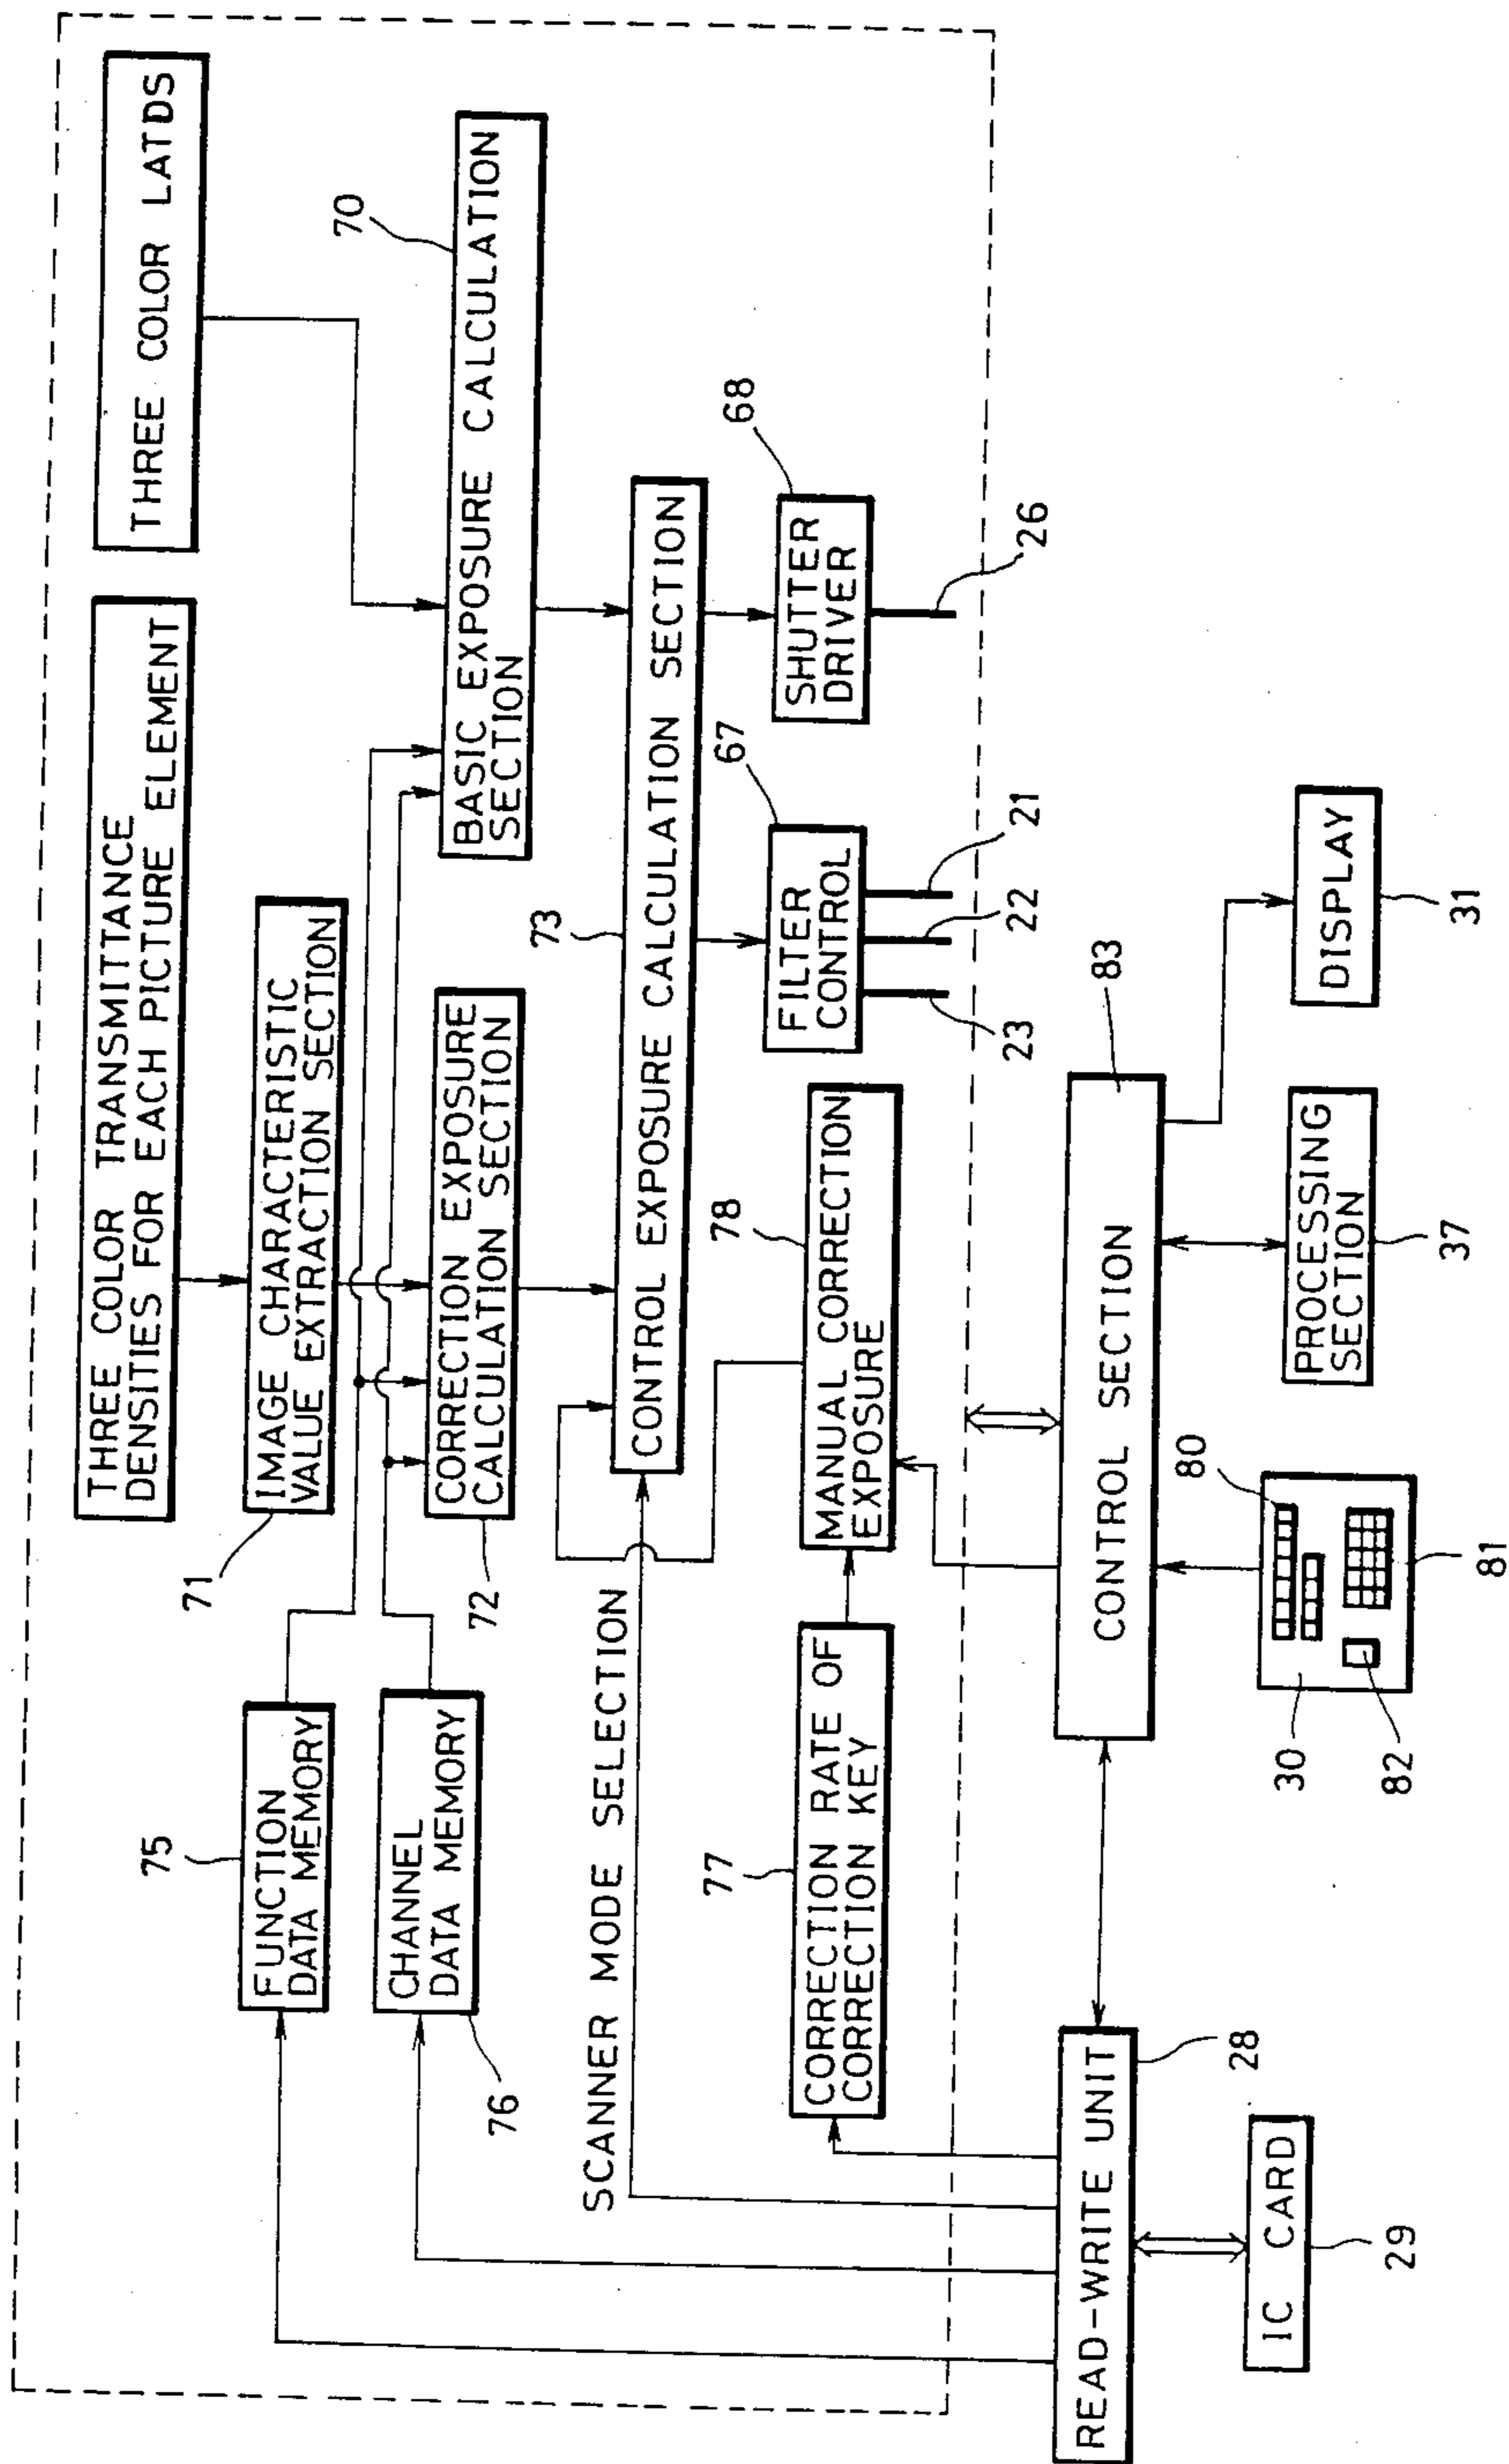 THREE COLOR TRANSMITTANCE
DENSITIES FOR EACH PICTURE ELEMENT
THREE COLOR LATDS
75
FUNCTION
DATA MEMORY
71
IMAGE CHARACTERISTIC
VALUE EXTRACTION SECTION
70
76
CHANNEL
DATA MEMORY
72
CORRECTION EXPOSURE
CALCULATION SECTION
BASIC EXPOSURE CALCULATION
SECTION
SCANNER MODE SELECTION
73
CONTROL EXPOSURE CALCULATION SECTION
77
CORRECTION RATE OF
CORRECTION KEY
78
MANUAL CORRECTION
EXPOSURE
67
FILTER
CONTROL
68
SHUTTER
DRIVER
23
22
21
26
READ-WRITE UNIT
28
CONTROL SECTION
83
IC CARD
29
30
82
80
81
PROCESSING
SECTION
37
DISPLAY
31